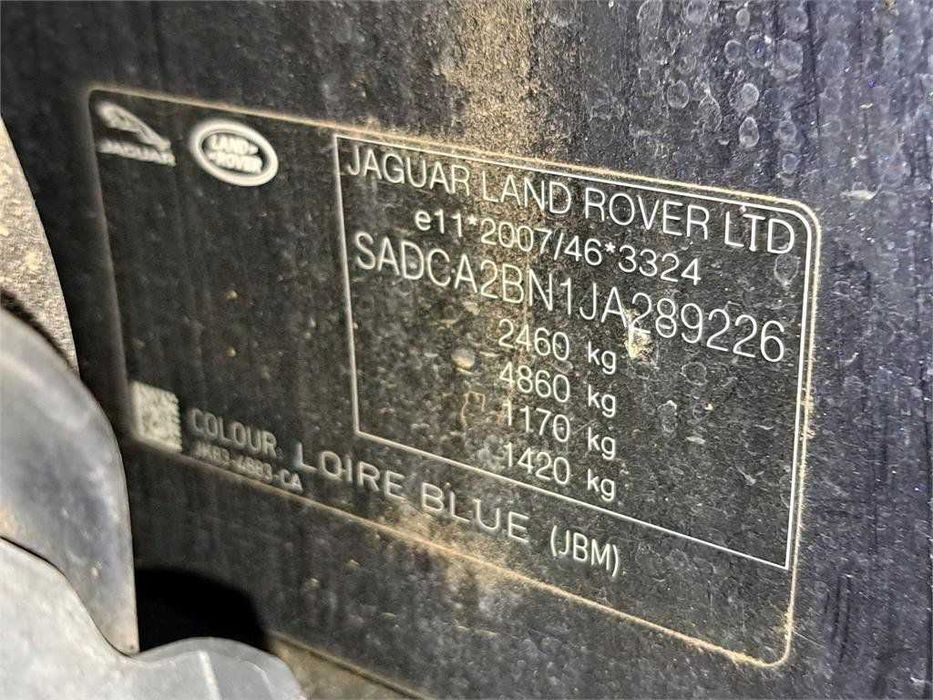 JAGUAR
LAND
ROVER
JAGUAR LAND ROVER LTD
e11*2007/46*3324
SADCA2BN1JA289226
2460 kg
4860 kg
1170 kg
1420 kg
COLOUR. LOIRE BLUE (JBM)